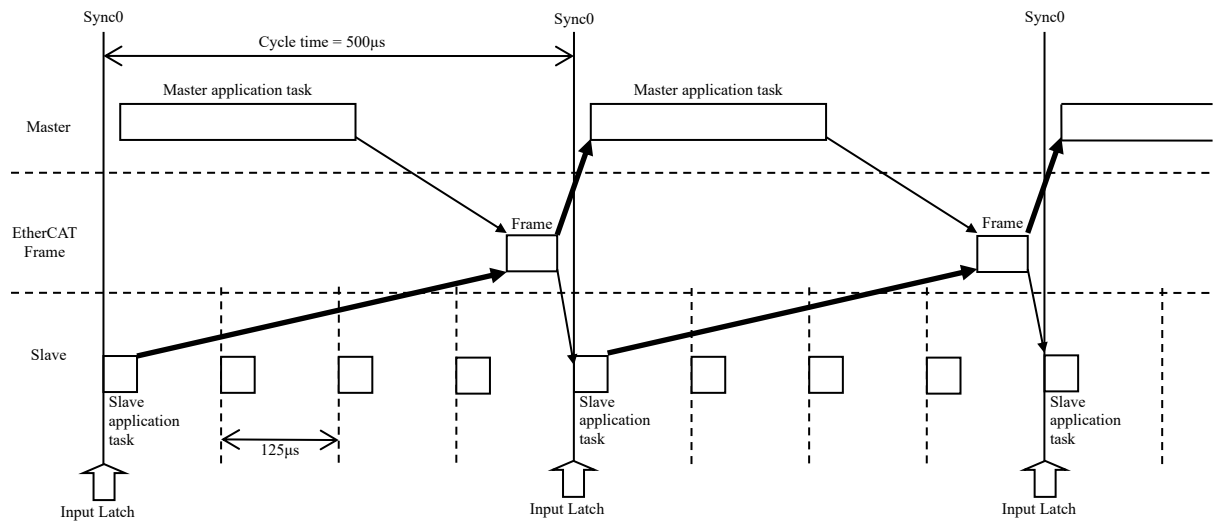 Sync0
Sync0
Sync0
Cycle time = 500μs
Master application task
Master application task
Master
Frame
Frame
EtherCAT
Frame
Slave
Slave
application
task
Slave
application
task
Slave
application
task
125μs
Input Latch
Input Latch
Input Latch